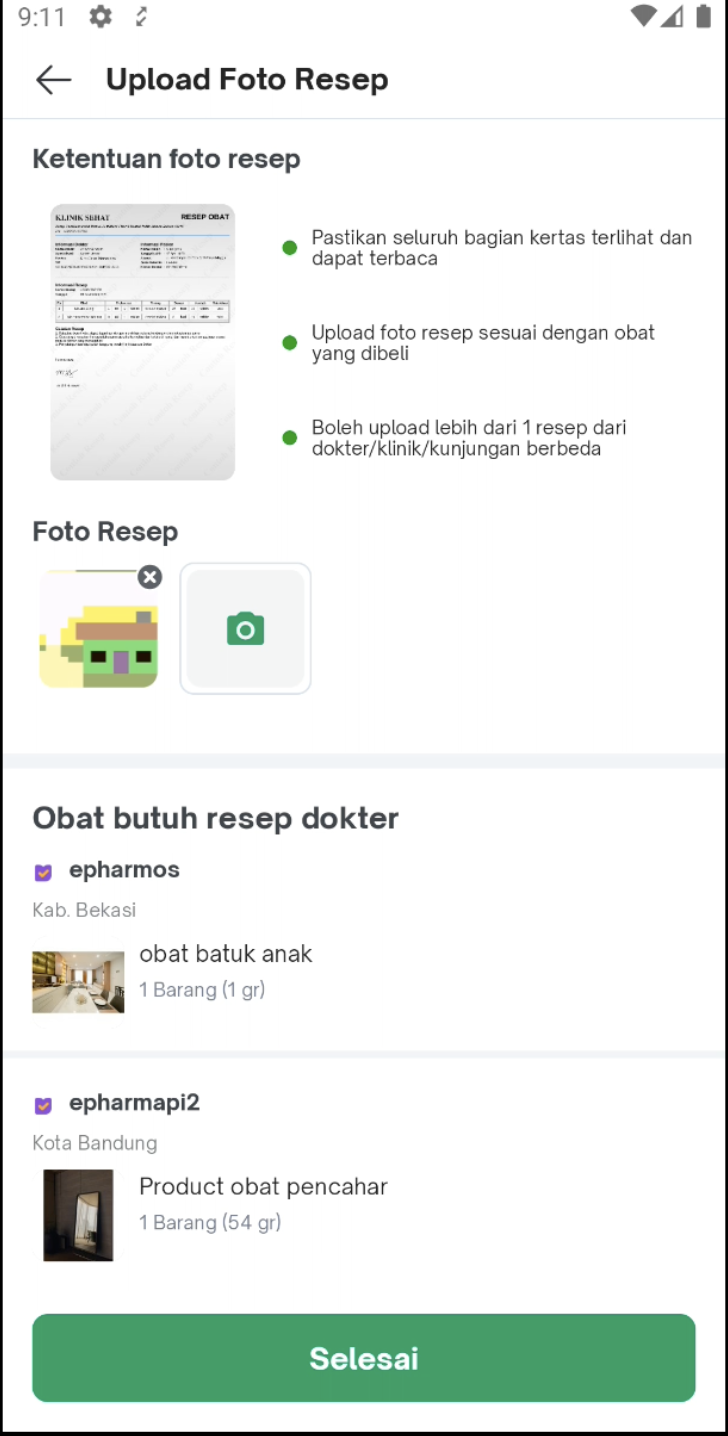 9:11
Upload Foto Resep
Ketentuan foto resep
KLINIK SEHAT
RESEP OBAT
Pastikan seluruh bagian kertas terlihat dan
dapat terbaca
Upload foto resep sesuai dengan obat
yang dibeli
Boleh upload lebih dari 1 resep dari
dokter/klinik/kunjungan berbeda
Foto Resep
Obat butuh resep dokter
epharmos
Kab. Bekasi
obat batuk anak
1 Barang (1 gr)
epharmapi2
Kota Bandung
Product obat pencahar
1 Barang (54 gr)
Selesai